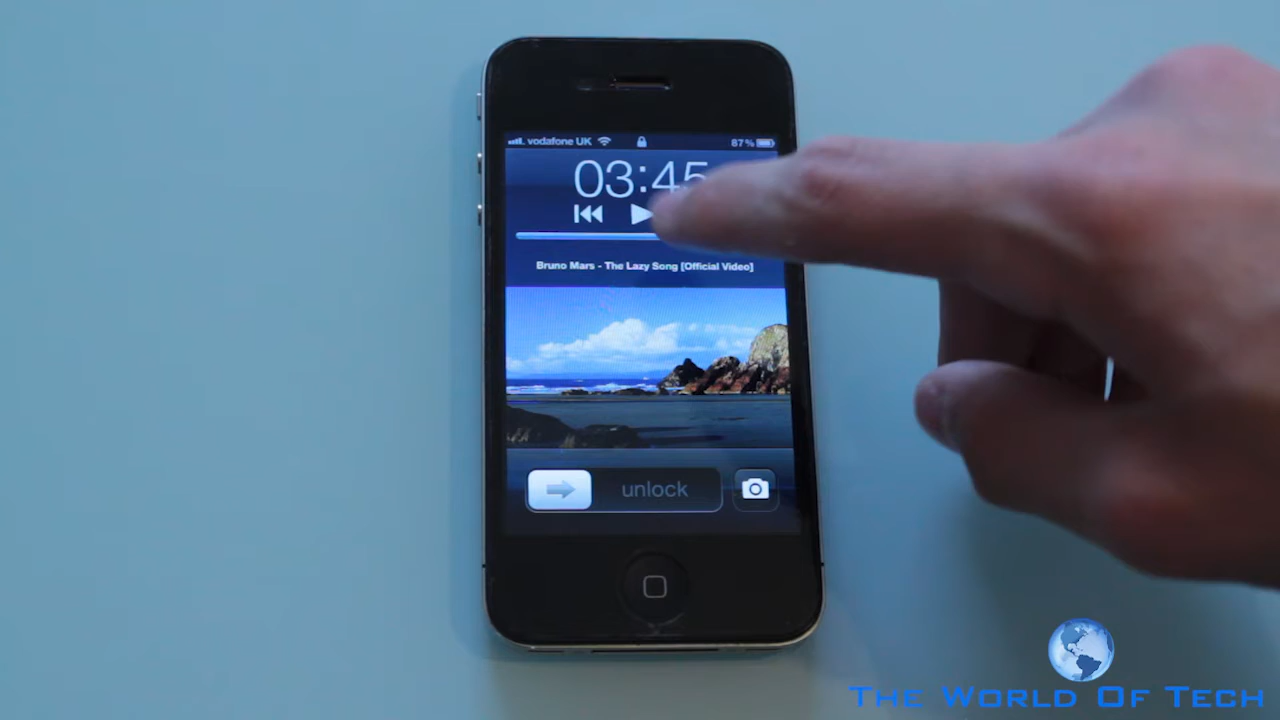 vodafone UK
87%
03:45
Bruno Mars - The Lazy Song [Official Video]
unlock
THE WORLD OF TECH